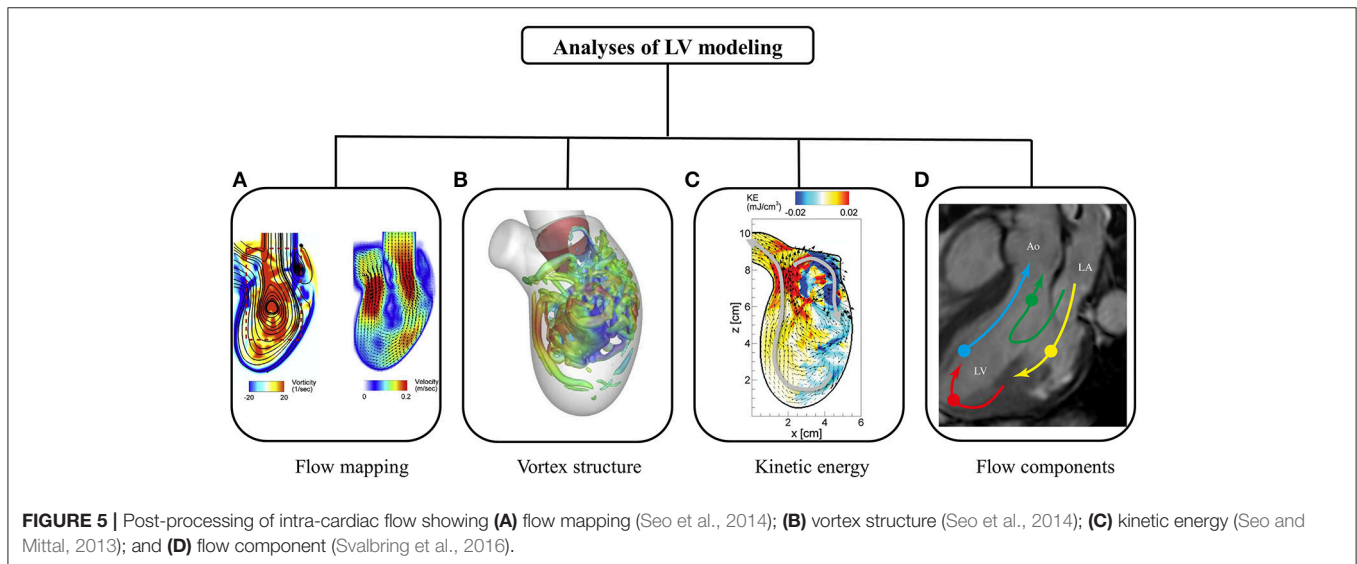 Analyses of LV modeling
A
B
C
D
Vorticity
(1/sec)
-20
20
Velocity
(m/sec)
0
0.2
KE
(mJ/cm³)
-0.02
0.02
10
8
6
4
2
z [cm]
0
2
4
6
x [cm]
Ao
LA
LV
Flow mapping
Vortex structure
Kinetic energy
Flow components
FIGURE 5 | Post-processing of intra-cardiac flow showing (A) flow mapping (Seo et al., 2014); (B) vortex structure (Seo et al., 2014); (C) kinetic energy (Seo and
Mittal, 2013); and (D) flow component (Svalbring et al., 2016).